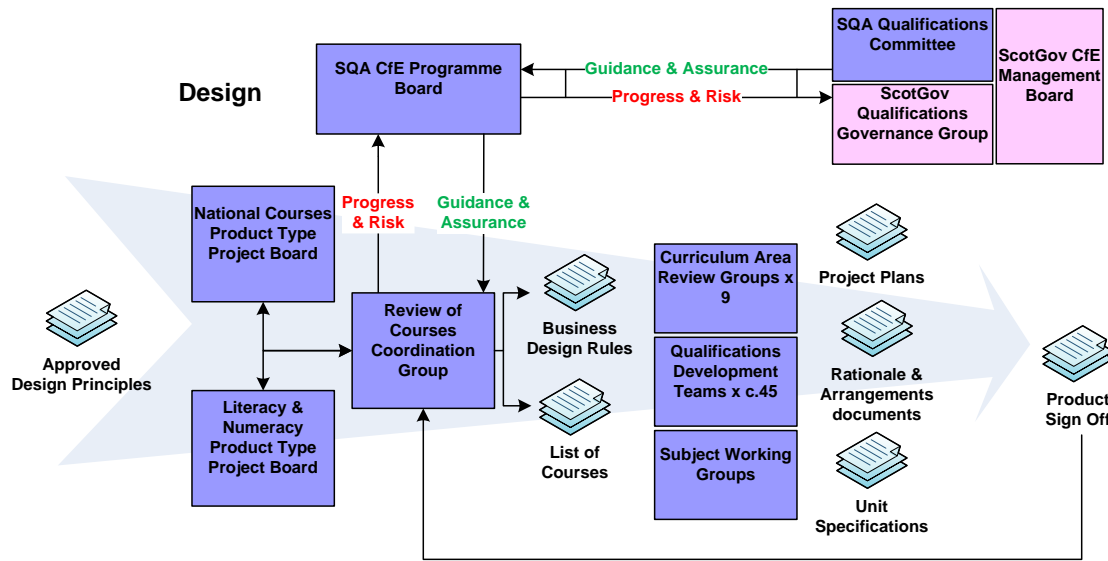 Design
SQA CfE Programme
Board
Guidance & Assurance
Progress & Risk
SQA Qualifications
Committee
ScotGov
Qualifications
Governance Group
ScotGov CfE
Management
Board
National Courses
Product Type
Project Board
Progress
& Risk
Guidance &
Assurance
Approved
Design Principles
Literacy &
Numeracy
Product Type
Project Board
Review of
Courses
Coordination
Group
Business
Design Rules
List of
Courses
Curriculum Area
Review Groups x
9
Qualifications
Development
Teams x c.45
Subject Working
Groups
Project Plans
Rationale &
Arrangements
documents
Unit
Specifications
Product
Sign Off